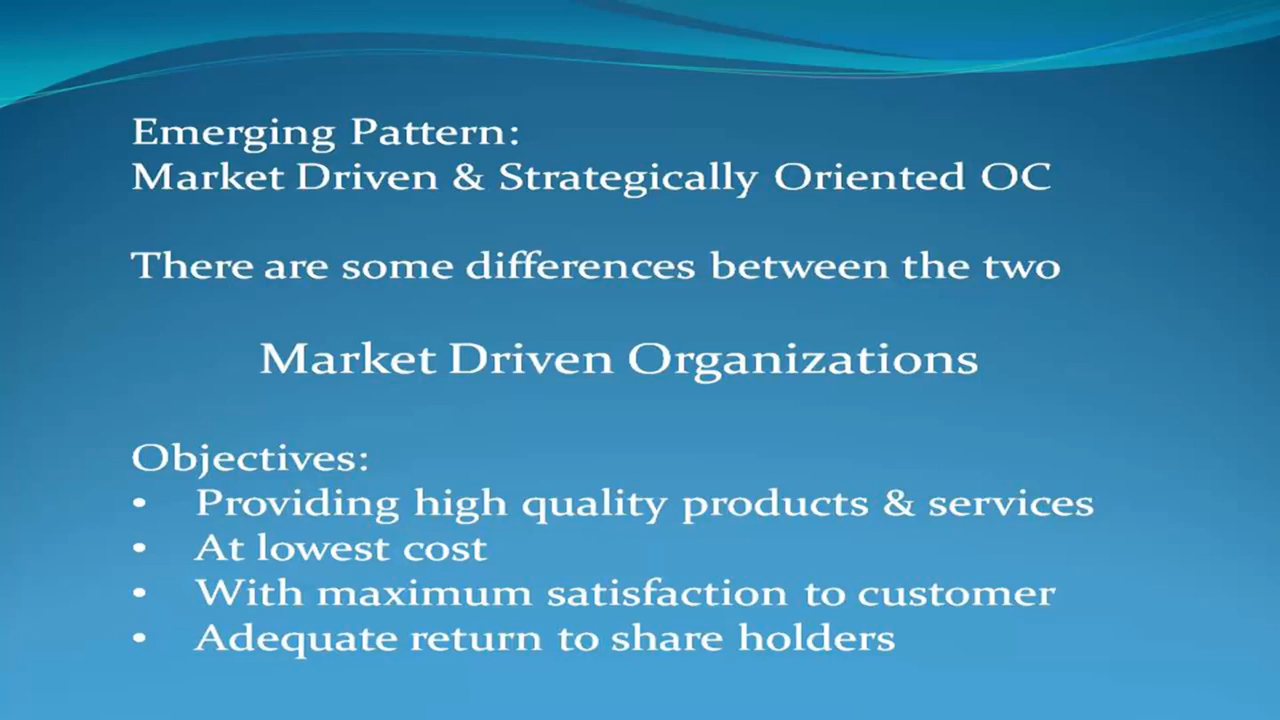 Emerging Pattern:
Market Driven & Strategically Oriented OC
There are some differences between the two
Market Driven Organizations
Objectives:
• Providing high quality products & services
• At lowest cost
• With maximum satisfaction to customer
• Adequate return to share holders